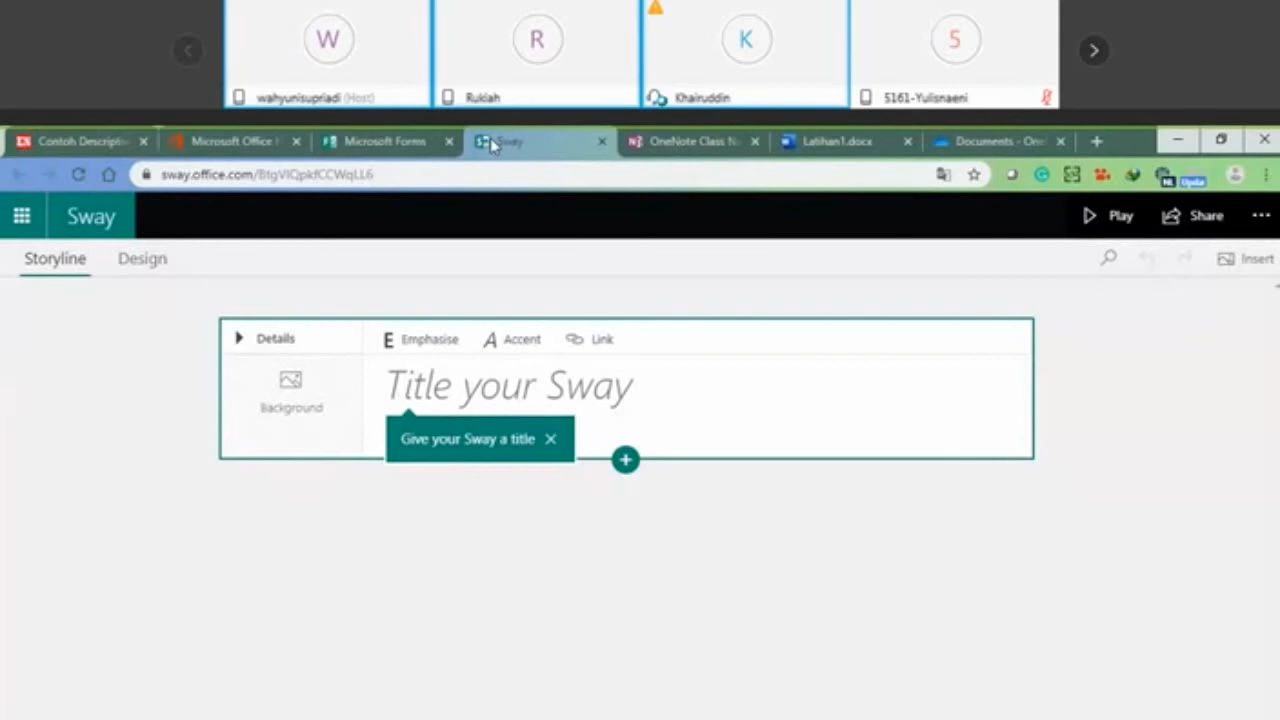 W
R
K
5
wahyunisupriadi (Host)
Rukiah
Khairuddin
5161-Yulisnaeni
Contoh Descripti
Microsoft Office
Microsoft Forms
Sway
OneNote Class N
Latihan1.docx
Documents - One
Upda
sway.office.com/
Sway
Play
Share
Storyline
Design
Insert
Details
E Emphasise
A Accent
Link
Background
Title your Sway
Give your Sway a title